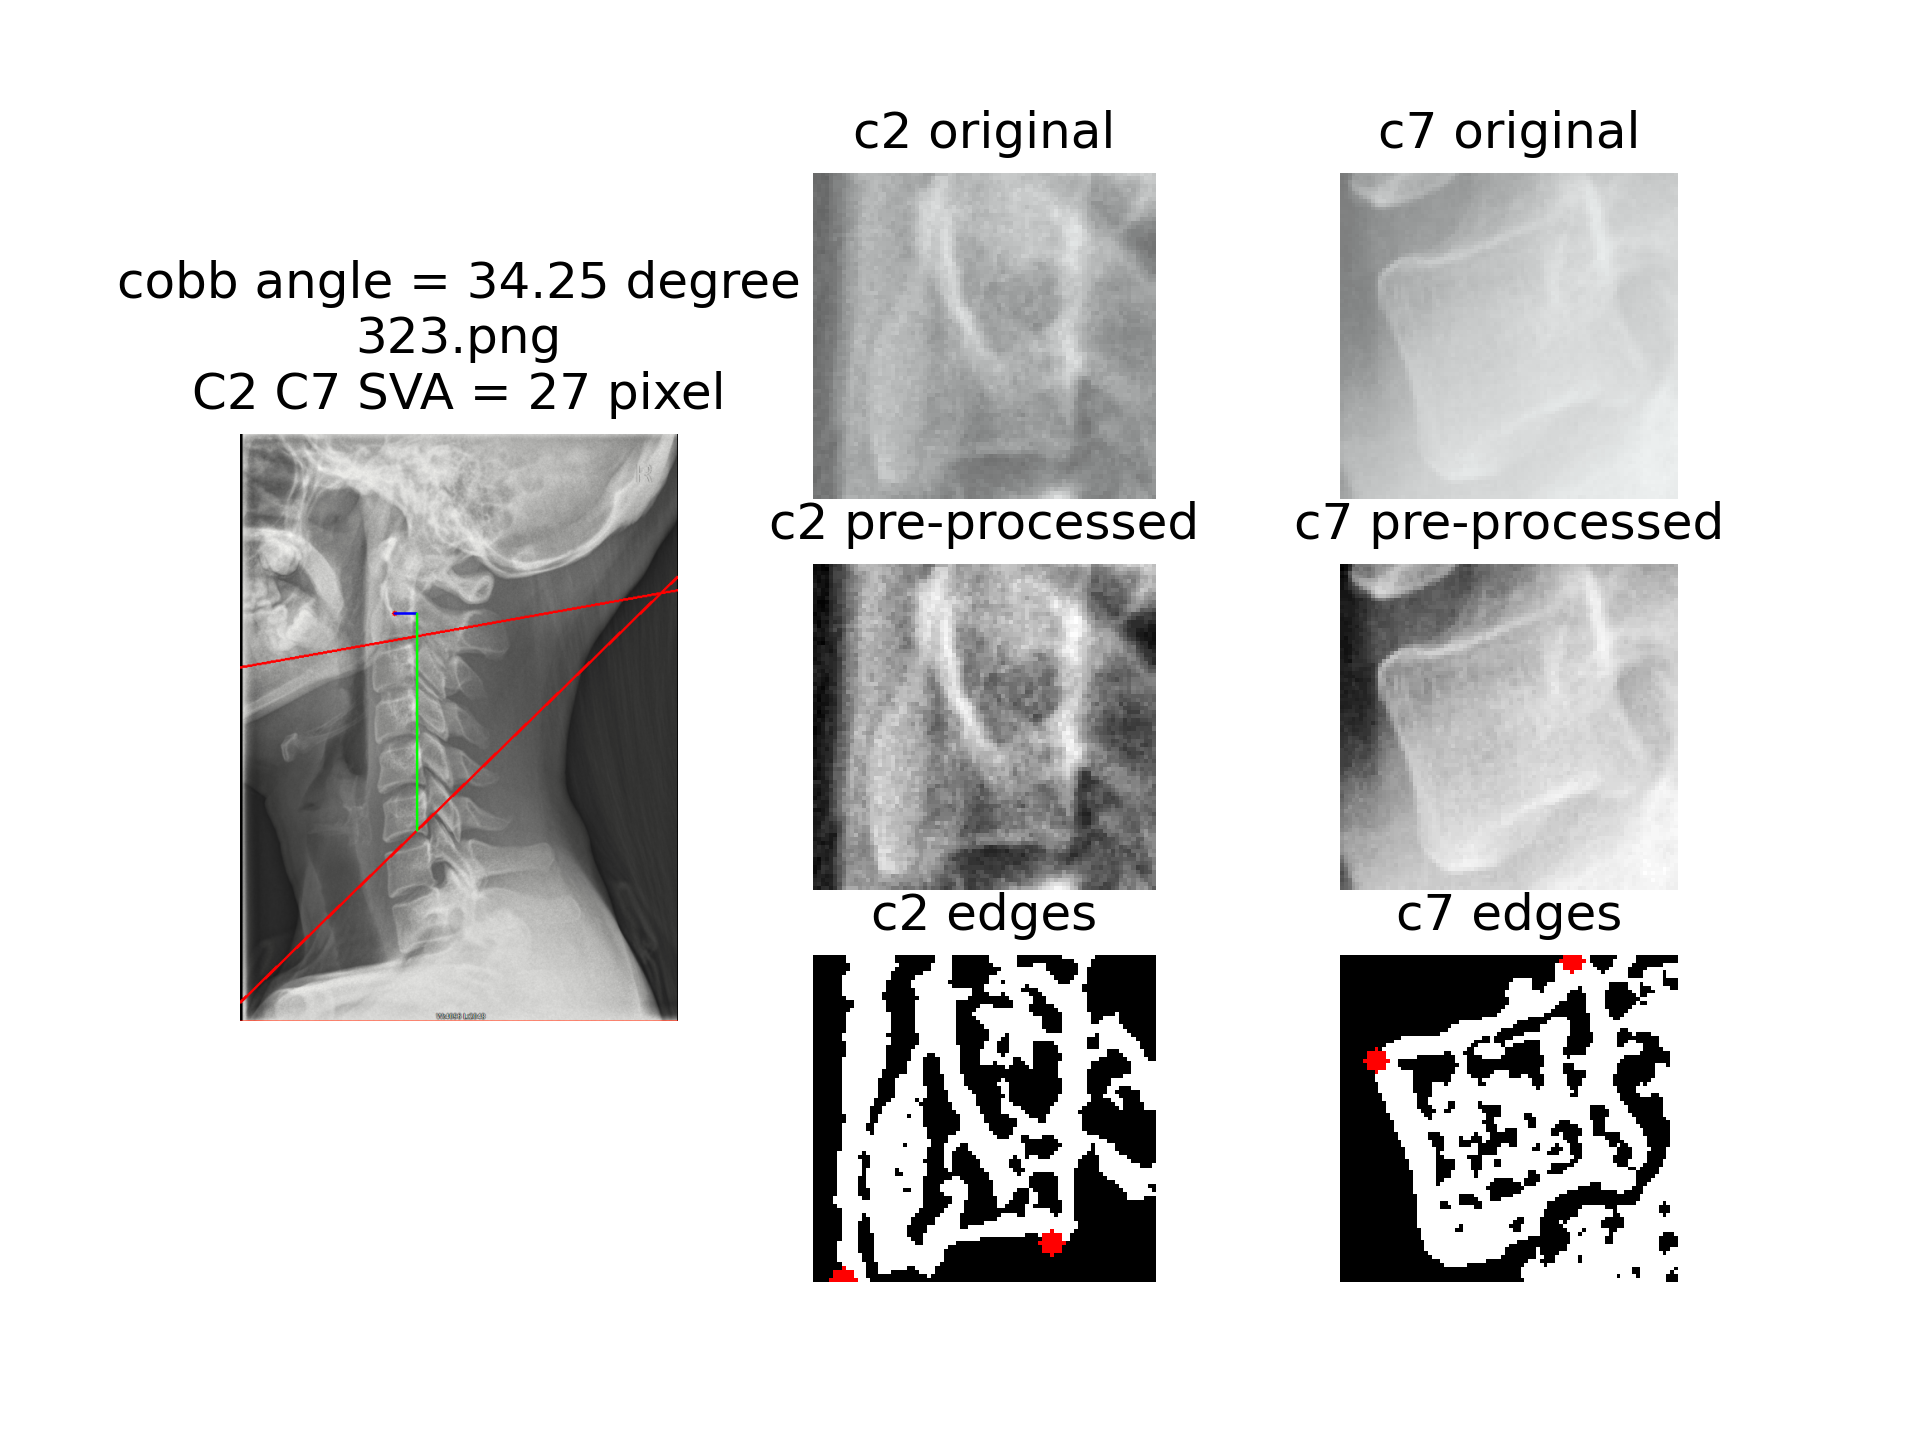 cobb angle = 34.25 degree
323.png
C2 C7 SVA = 27 pixel
R
c2 original
c7 original
c2 pre-processed
c7 pre-processed
c2 edges
c7 edges